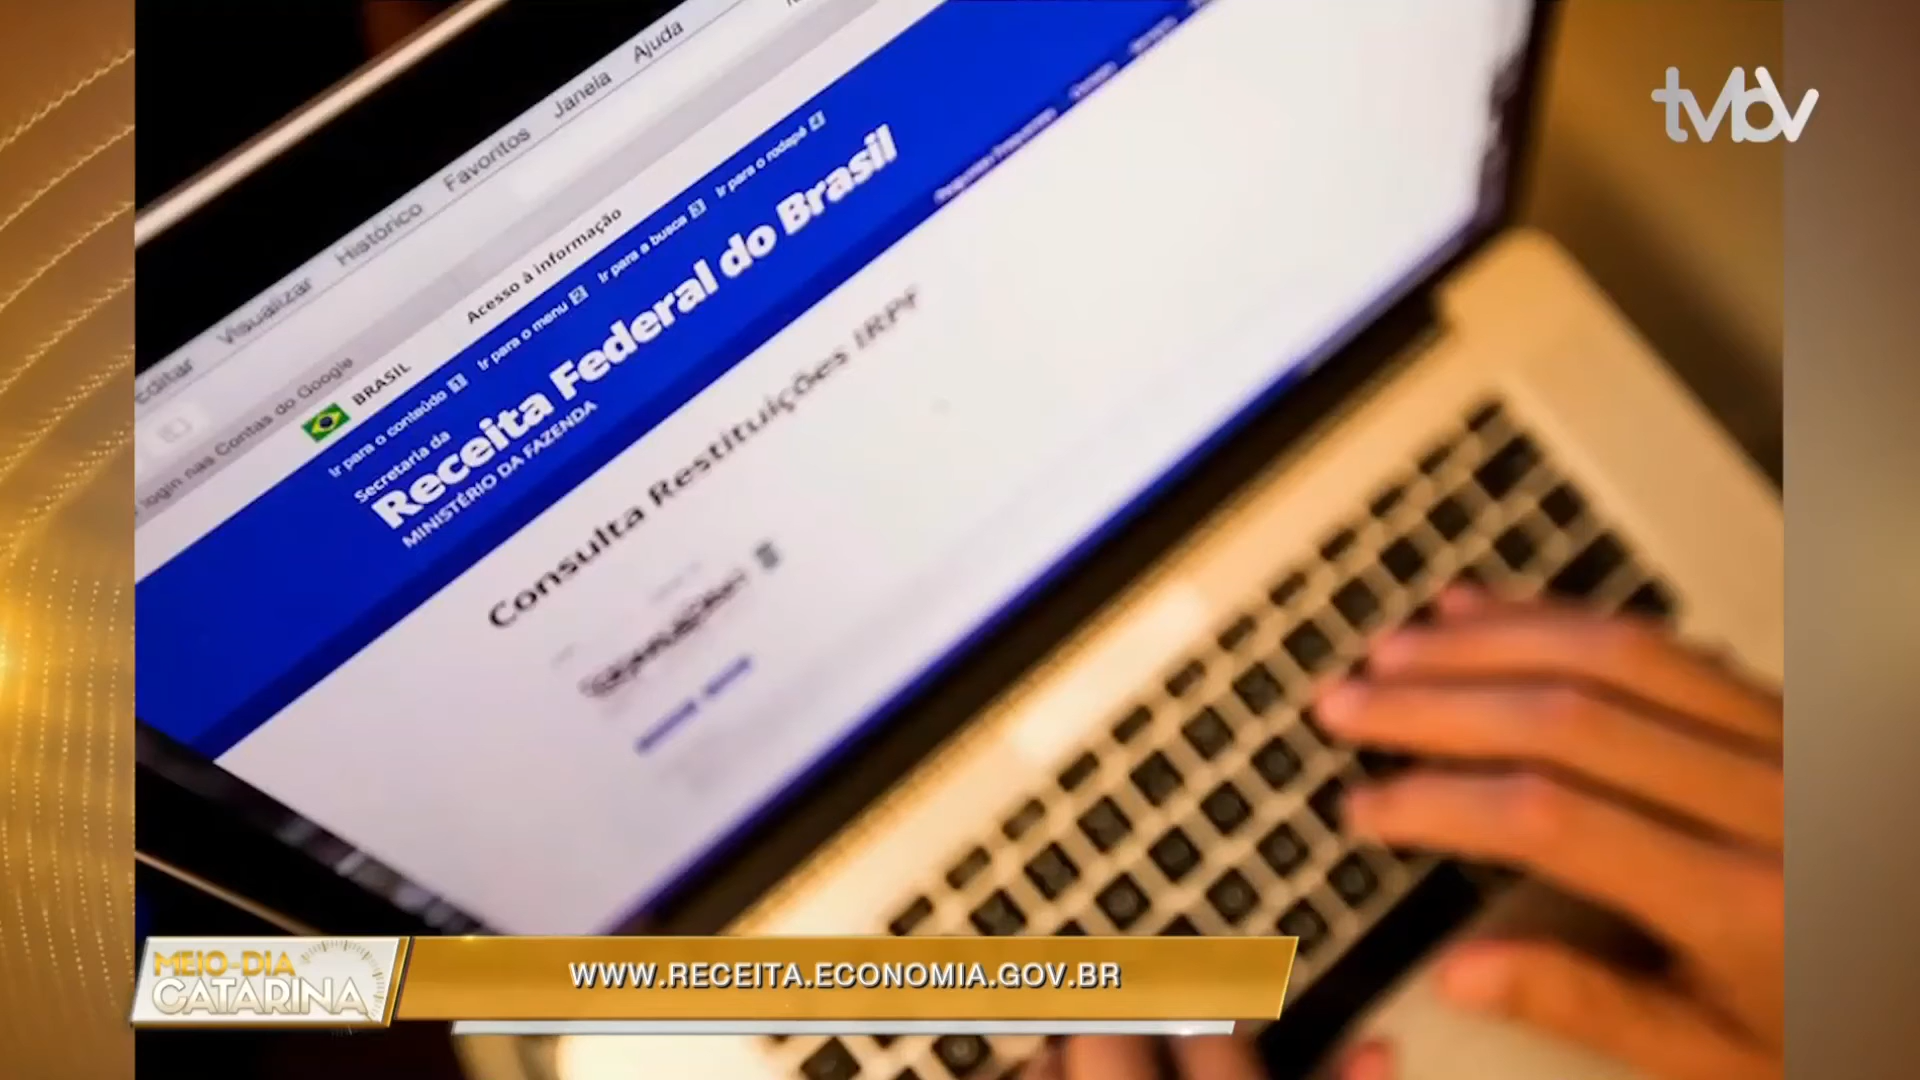 tvbv
Editar Visualizar Histórico Favoritos Janela Ajuda
login nas Contas do Google
BRASIL
Acesso à informação
Ir para o conteúdo 1 Ir para o menu 2 Ir para a busca 3 Ir para o rodapé 4
Secretaria da
Receita Federal do Brasil
MINISTÉRIO DA FAZENDA
Consulta Restituições IRPF
MEIO-DIA
CATARINA
WWW.RECEITA.ECONOMIA.GOV.BR